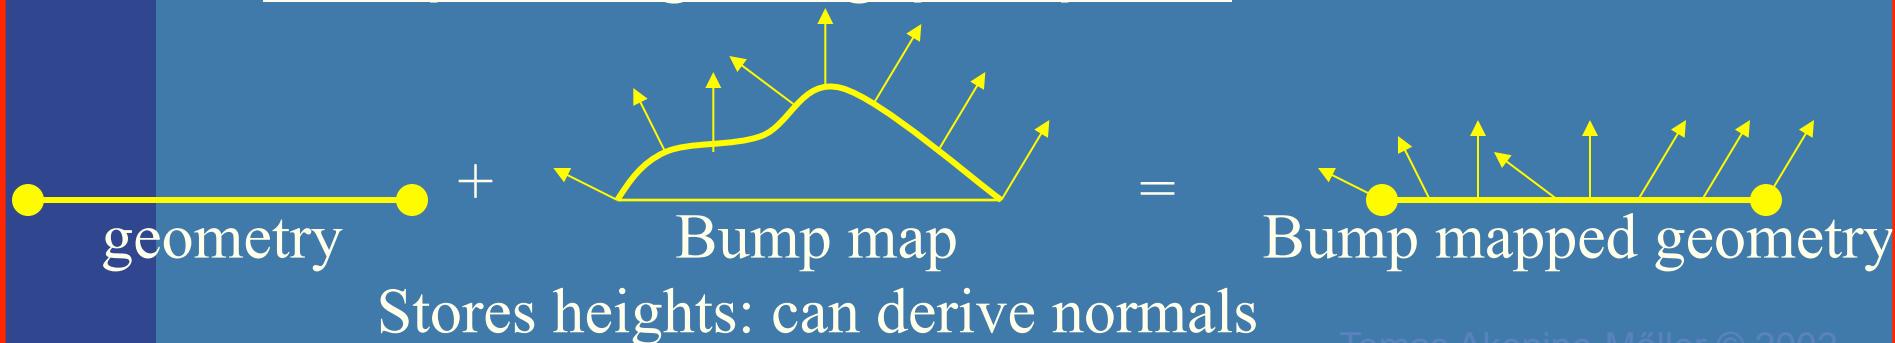 + =
geometry Bump map Bump mapped geometry
Stores heights: can derive normals